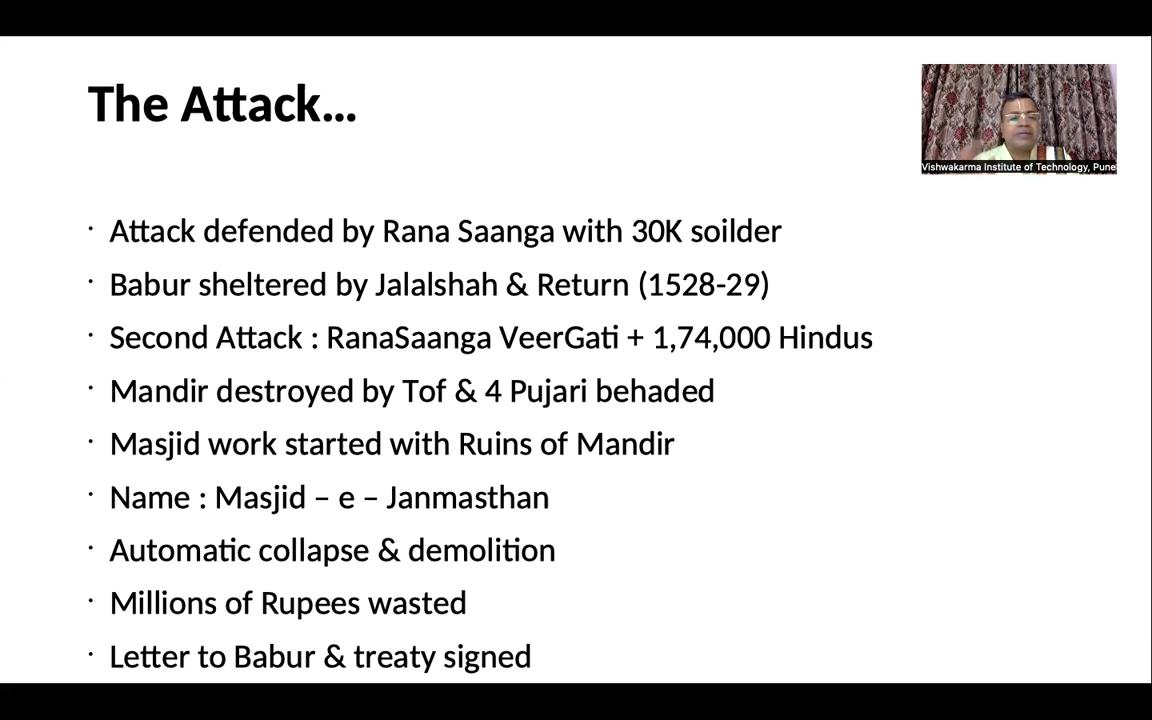 The Attack...
Vishwakarma Institute of Technology, Pune
· Attack defended by Rana Saanga with 30K soilder
· Babur sheltered by Jalalshah & Return (1528-29)
· Second Attack : RanaSaanga VeerGati + 1,74,000 Hindus
· Mandir destroyed by Tof & 4 Pujari behaded
· Masjid work started with Ruins of Mandir
· Name : Masjid – e – Janmasthan
· Automatic collapse & demolition
· Millions of Rupees wasted
· Letter to Babur & treaty signed